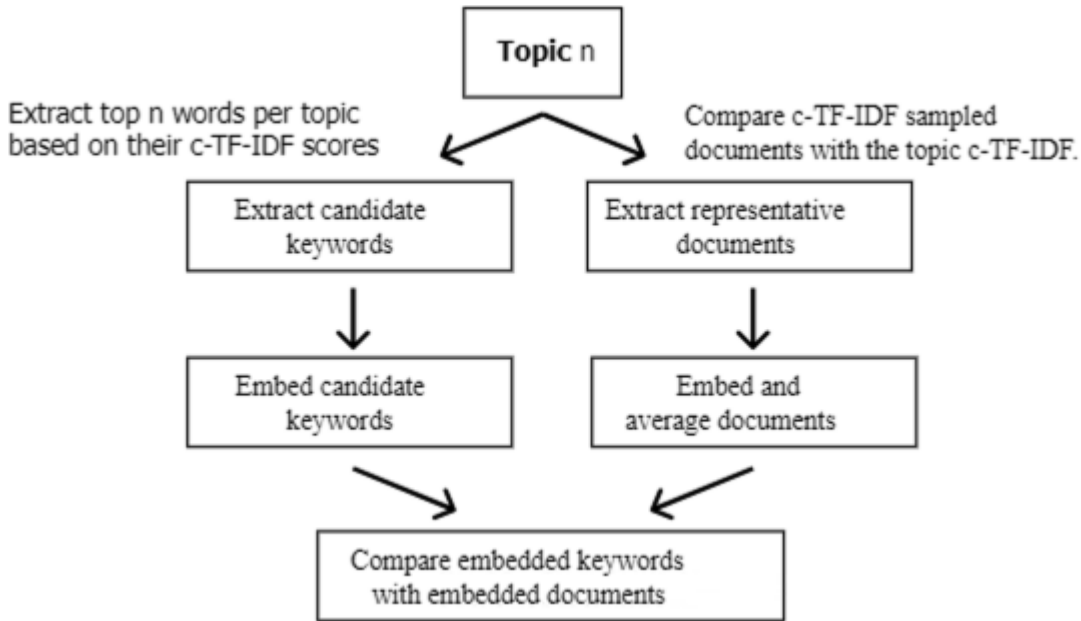 Topic n
Extract top n words per topic
based on their c-TF-IDF scores
Compare c-TF-IDF sampled
documents with the topic c-TF-IDF.
Extract candidate
keywords
Extract representative
documents
Embed candidate
keywords
Embed and
average documents
Compare embedded keywords
with embedded documents